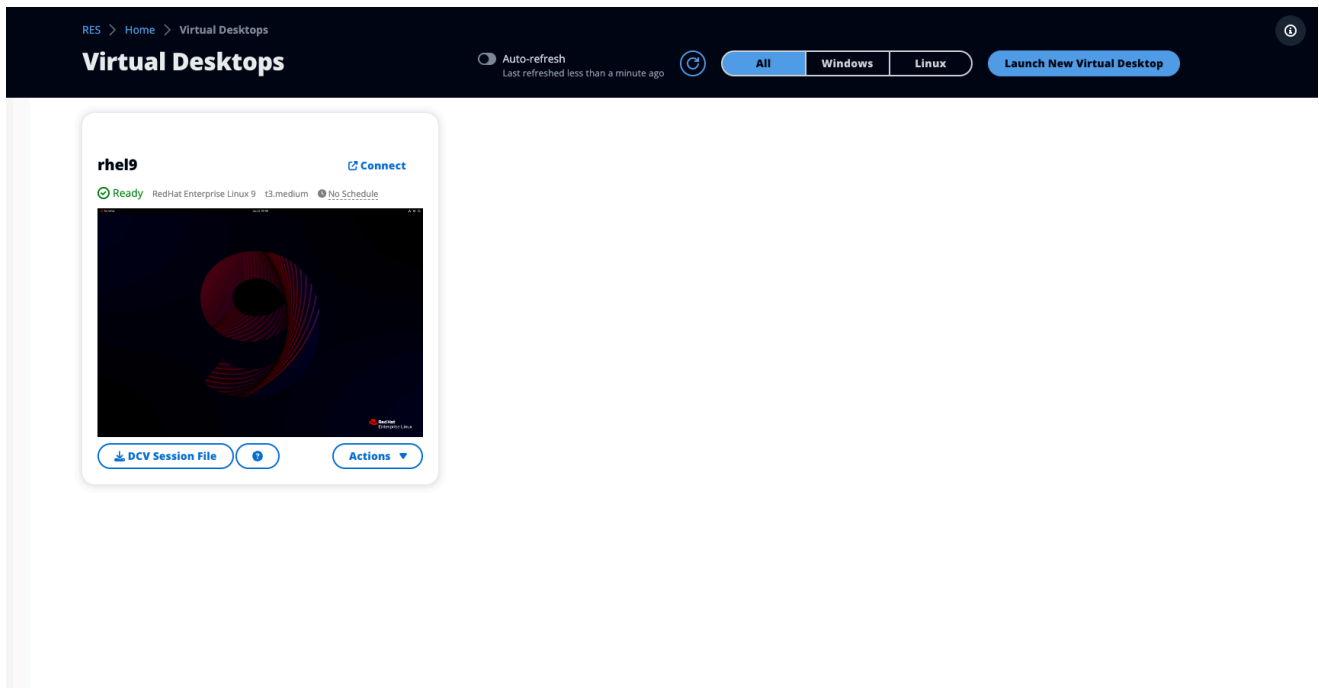 RES > Home > Virtual Desktops
Virtual Desktops
Auto-refresh
Last refreshed less than a minute ago
All
Windows
Linux
Launch New Virtual Desktop
rhel9
Connect
Ready
RedHat Enterprise Linux 9
t3.medium
No Schedule
9
Red Hat
Enterprise Linux
DCV Session File
?
Actions